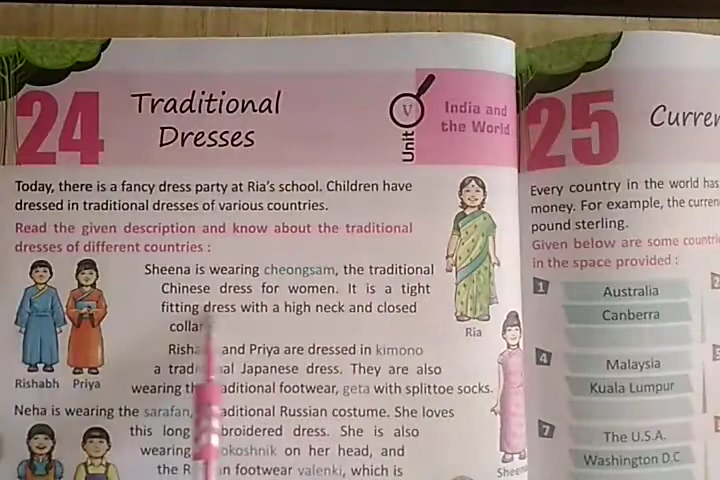 24
Traditional
Dresses
Unit
V
India and
the World
Today, there is a fancy dress party at Ria's school. Children have
dressed in traditional dresses of various countries.
Read the given description and know about the traditional
dresses of different countries :
Sheena is wearing cheongsam, the traditional
Chinese dress for women. It is a tight
fitting dress with a high neck and closed
Ria
and Priya are dressed in kimono
a Japanese dress. They are also
wearing footwear, geta with splittoe socks.
Rishabh Priya
Neha is wearing the sarafan, Russian costume. She loves
this long dress. She is also
wearing on her head, and
the footwear valenki, which is
25
Every country in the world has
money. For example, the
pound sterling.
Given below are some
in the space provided :
1
Australia
Canberra
4
Malaysia
Kuala Lumpur
7
The U.S.A.
Washington D.C